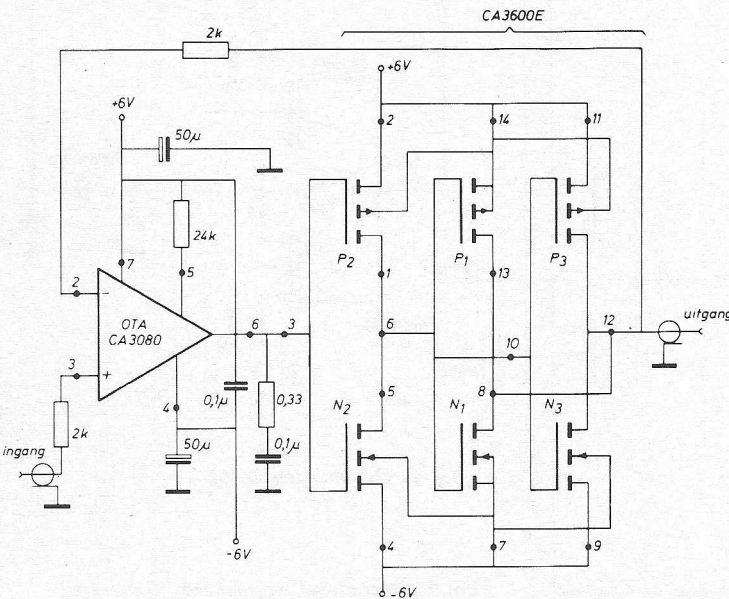 CA3600E
2k
+6V
+6V
50µ
2
14
11
24k
7
5
P2
P1
P3
2
−
1
13
OTA
CA3080
6
3
6
12
uitgang
10
3
+
5
8
4
0,1µ
0,33
N2
N1
N3
2k
50µ
0,1µ
ingang
4
7
9
-6V
-6V